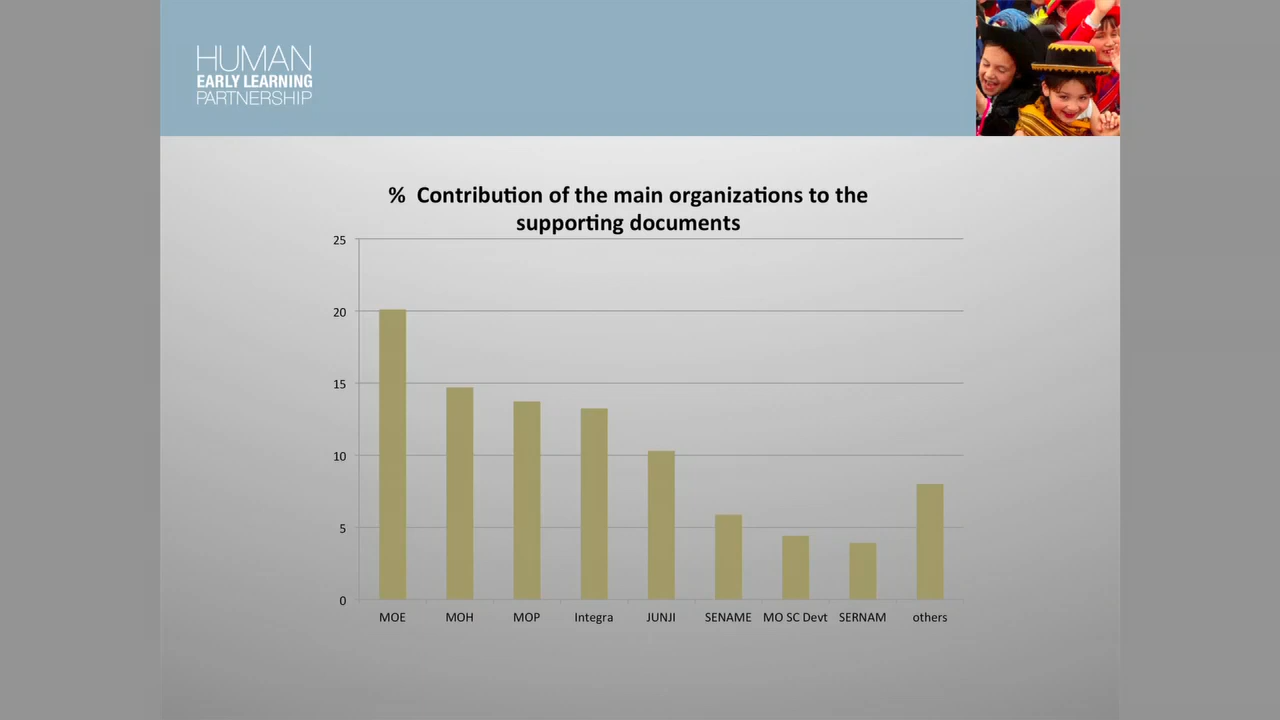 HUMAN
EARLY LEARNING
PARTNERSHIP
% Contribution of the main organizations to the
supporting documents
25
20
15
10
5
0
MOE MOH MOP Integra JUNJI SENAME MO SC Devt SERNAM others